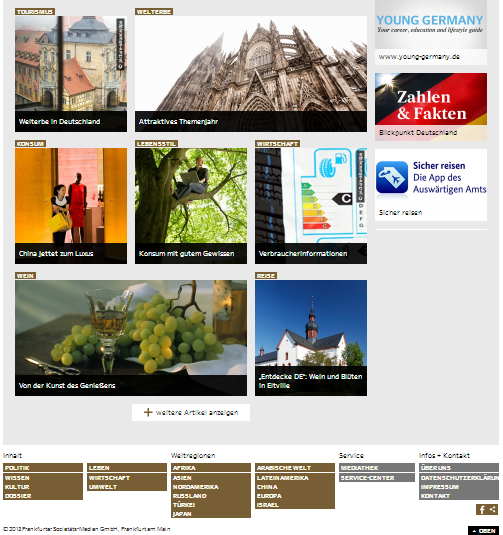 TOURISMUS
WELTERBE
YOUNG GERMANY
Your career, education and lifestyle guide
www.young-germany.de
Welterbe in Deutschland
Attraktives Themenjahr
Zahlen
& Fakten
Blickpunkt Deutschland
KONSUM
LEBENSSTIL
WIRTSCHAFT
Sicher reisen
Die App des
Auswärtigen Amts
Sicher reisen
C
D
E
F
G
China jettet zum Luxus
Konsum mit gutem Gewissen
Verbraucherinformationen
WEIN
REISE
Von der Kunst des Genießens
„Entdecke DE“: Wein und Blüten
in Eltville
+ weitere Artikel anzeigen
Inhalt
POLITIK
WISSEN
KULTUR
DOSSIER
LEBEN
WIRTSCHAFT
UMWELT
Weltregionen
AFRIKA
ASIEN
NORDAMERIKA
RUSSLAND
TÜRKEI
JAPAN
ARABISCHE WELT
LATEINAMERIKA
CHINA
EUROPA
ISRAEL
Service
MEDIATHEK
SERVICE-CENTER
Infos + Kontakt
ÜBER UNS
DATENSCHUTZERKLÄRUN
IMPRESSUM
KONTAKT
© 2013 Frankfurter Societäts-Medien GmbH, Frankfurt am Main
OBEN